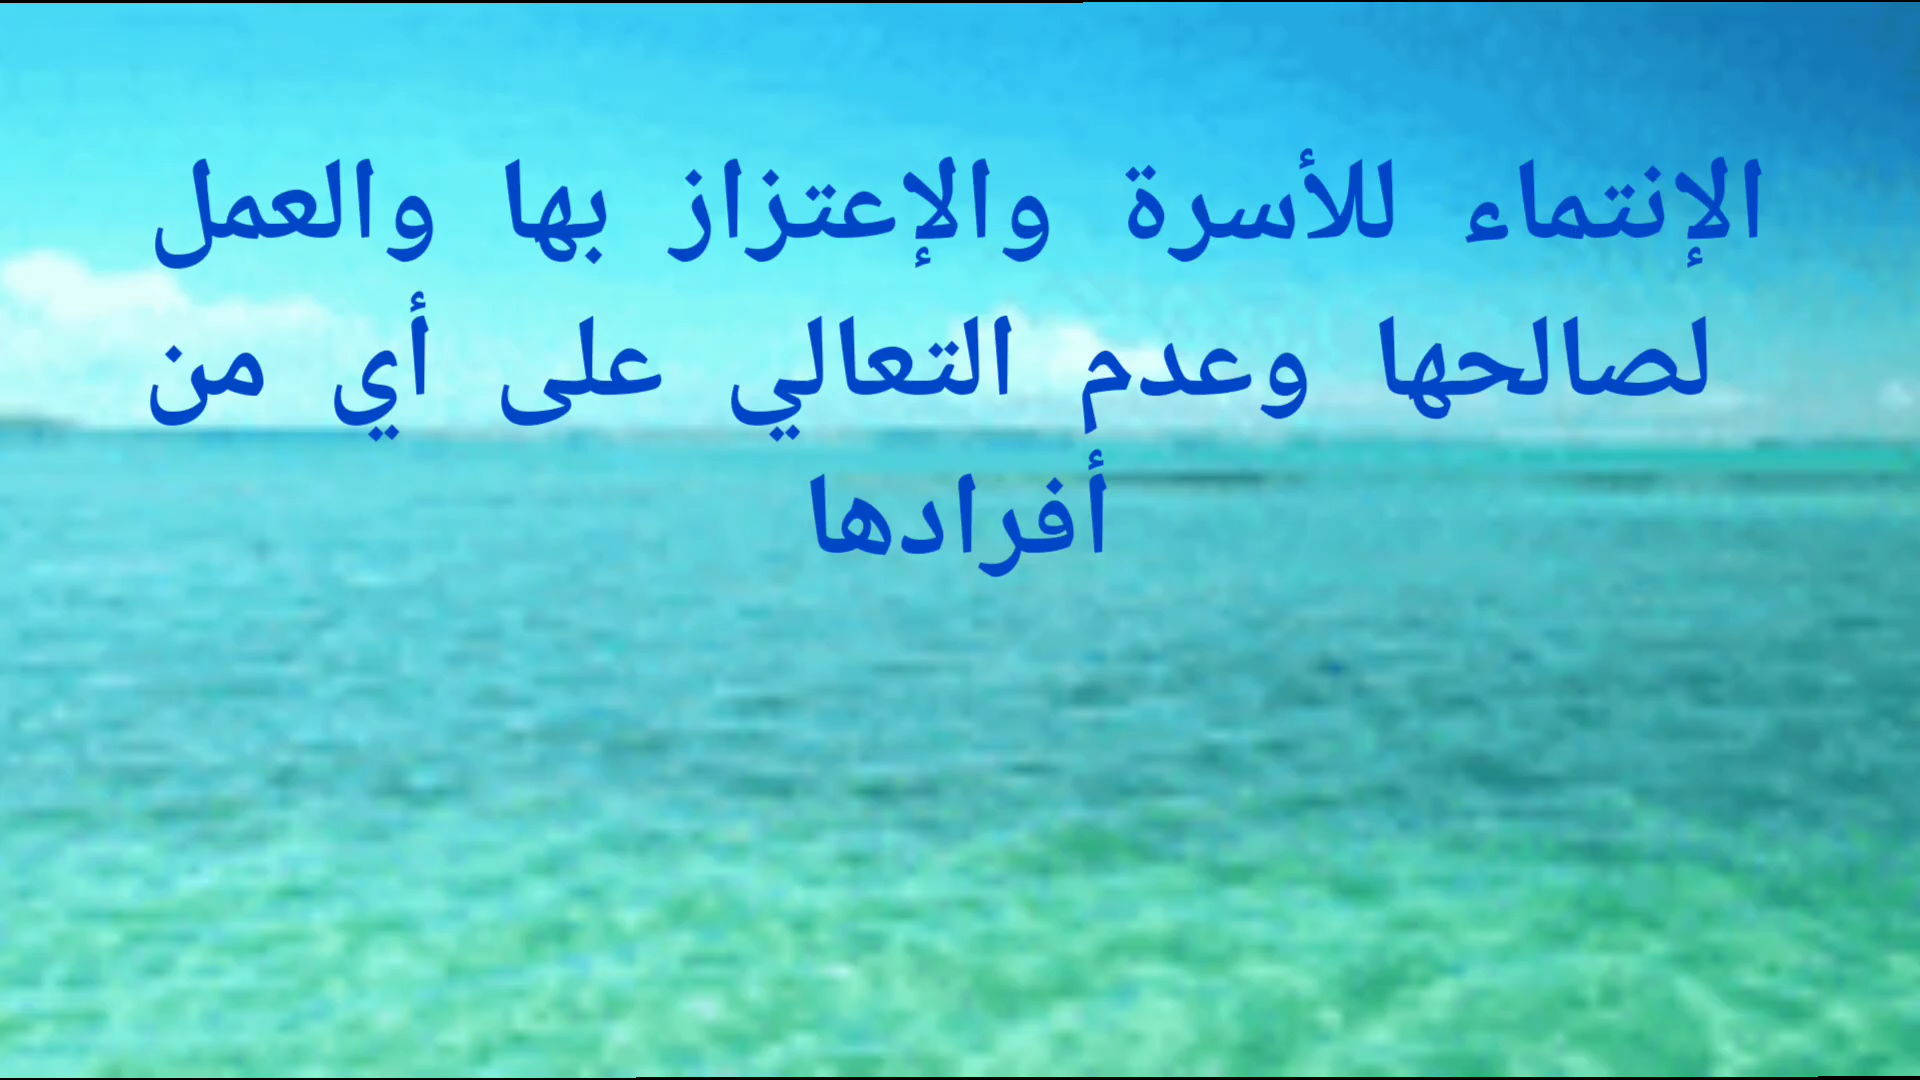 الإنتماء للأسرة والإعتزاز بها والعمل
لصالحها وعدم التعالي على أي من
أفرادها